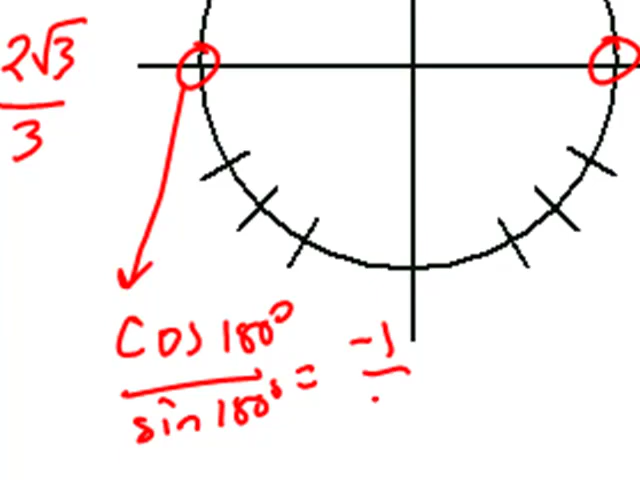 2√3
3
cos 180°
sin 180° = -1